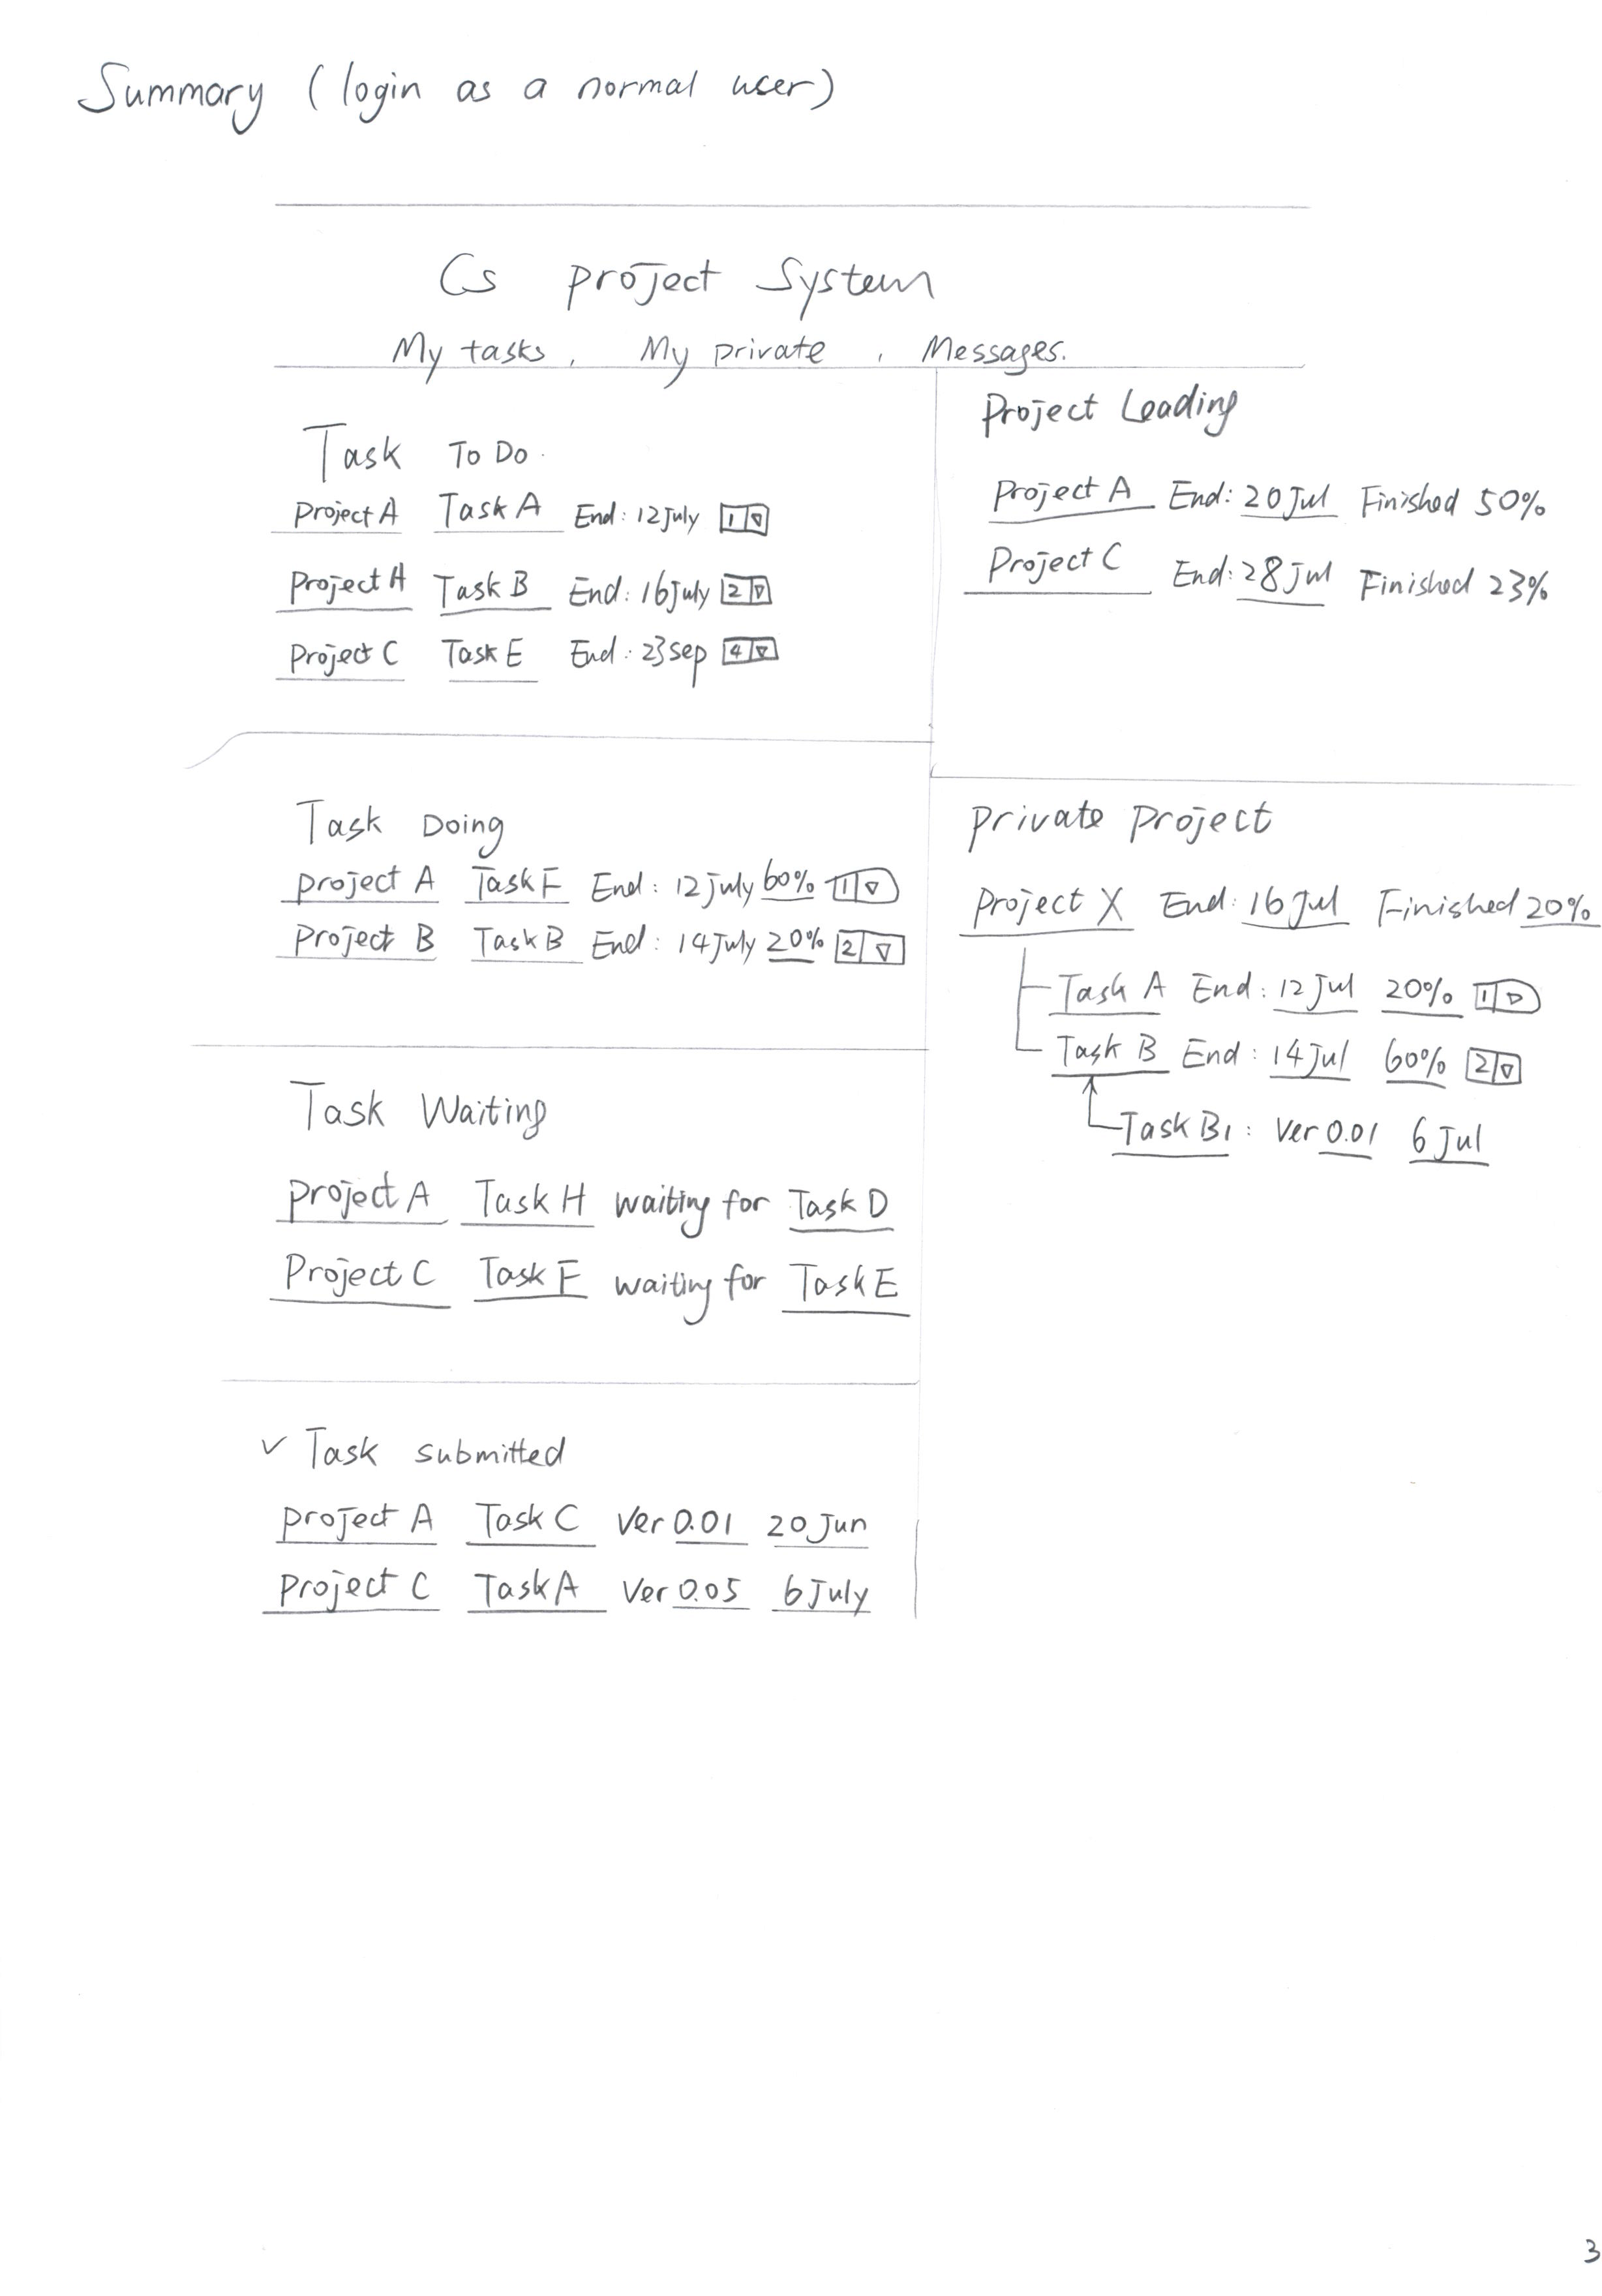 Summary (login as a normal user)
Cs project System
My tasks, My private, Messages.
Task To Do
Project A Task A End: 12 July 1
Project A Task B End: 16 July 2
Project C Task E End: 23 Sep 4
Task Doing
Project A Task F End: 12 July 60% 1
Project B Task B End: 14 July 20% 2
Task Waiting
Project A Task H waiting for Task D
Project C Task F waiting for Task E
✓ Task submitted
Project A Task C Ver 0.01 20 Jun
Project C Task A Ver 0.05 6 July
Project Leading
Project A End: 20 Jul Finished 50%
Project C End: 28 Jul Finished 23%
Private Project
Project X End: 16 Jul Finished 20%
Task A End: 12 Jul 20% 1
Task B End: 14 Jul 60% 2
Task B1: Ver 0.01 6 Jul
3